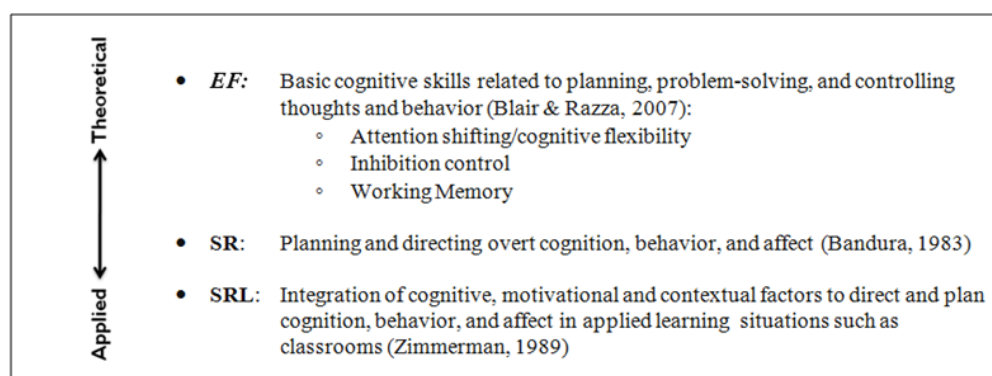 Theoretical
Applied
• EF: Basic cognitive skills related to planning, problem-solving, and controlling
thoughts and behavior (Blair & Razza, 2007):
◦ Attention shifting/cognitive flexibility
◦ Inhibition control
◦ Working Memory
• SR: Planning and directing overt cognition, behavior, and affect (Bandura, 1983)
• SRL: Integration of cognitive, motivational and contextual factors to direct and plan
cognition, behavior, and affect in applied learning situations such as
classrooms (Zimmerman, 1989)